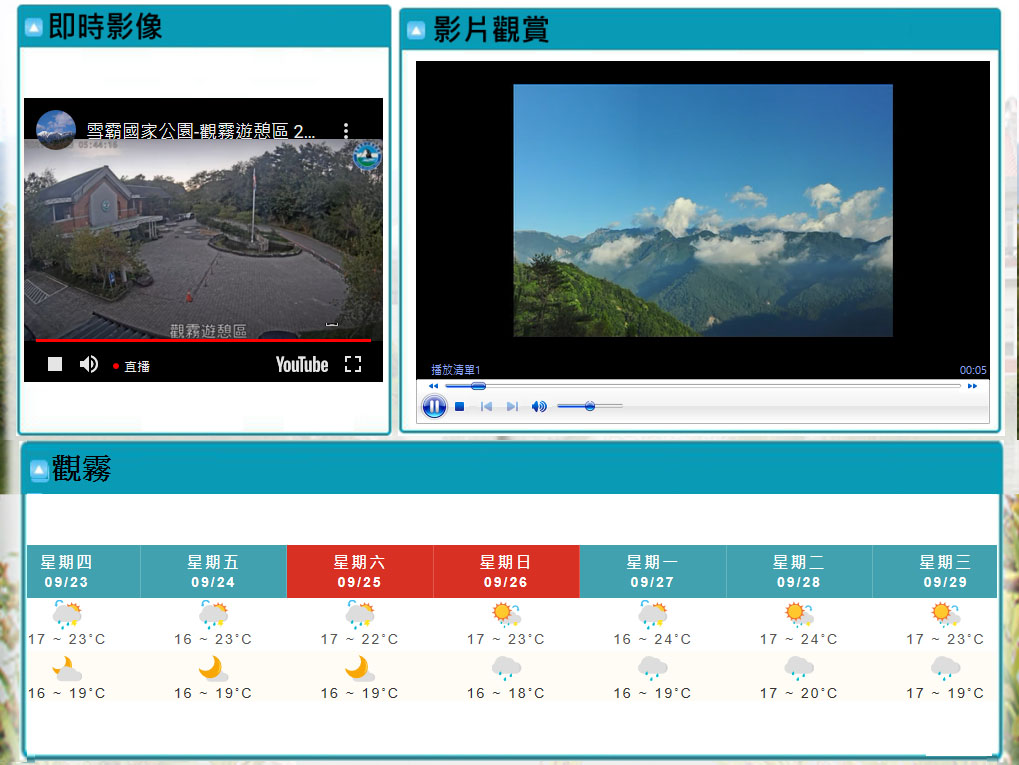 即時影像
影片觀賞
雪霸國家公園-觀霧遊憩區 2...
05:44:16
觀霧遊憩區
直播
YouTube
播放清單1
00:05
觀霧
星期四 星期五 星期六 星期日 星期一 星期二 星期三
09/23 09/24 09/25 09/26 09/27 09/28 09/29
17 ~ 23°C 16 ~ 23°C 17 ~ 22°C 17 ~ 23°C 16 ~ 24°C 17 ~ 24°C 17 ~ 23°C
16 ~ 19°C 16 ~ 19°C 16 ~ 19°C 16 ~ 18°C 16 ~ 19°C 17 ~ 20°C 17 ~ 19°C